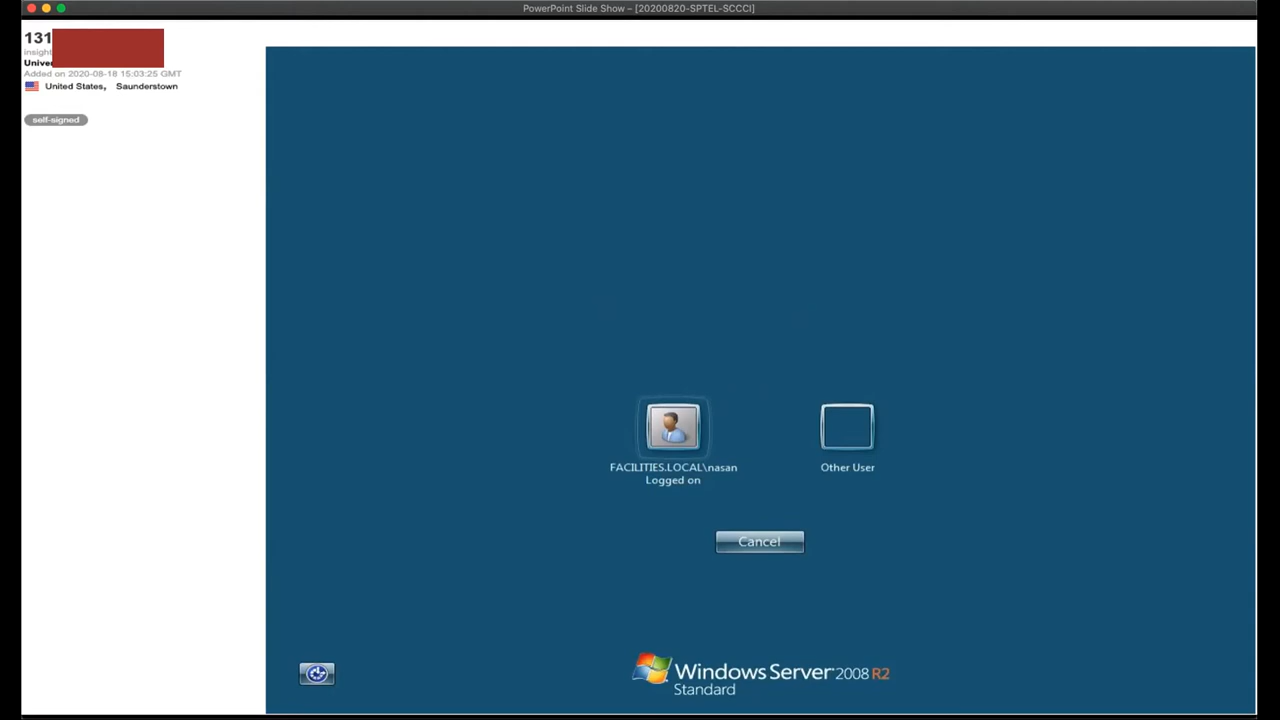 PowerPoint Slide Show – [20200820-SPTEL-SCCCI]
131
insight
Added on 2020-08-18 15:03:25 GMT
United States, Saunderstown
self-signed
FACILITIES.LOCAL\nasan
Logged on
Other User
Cancel
Windows Server 2008 R2
Standard